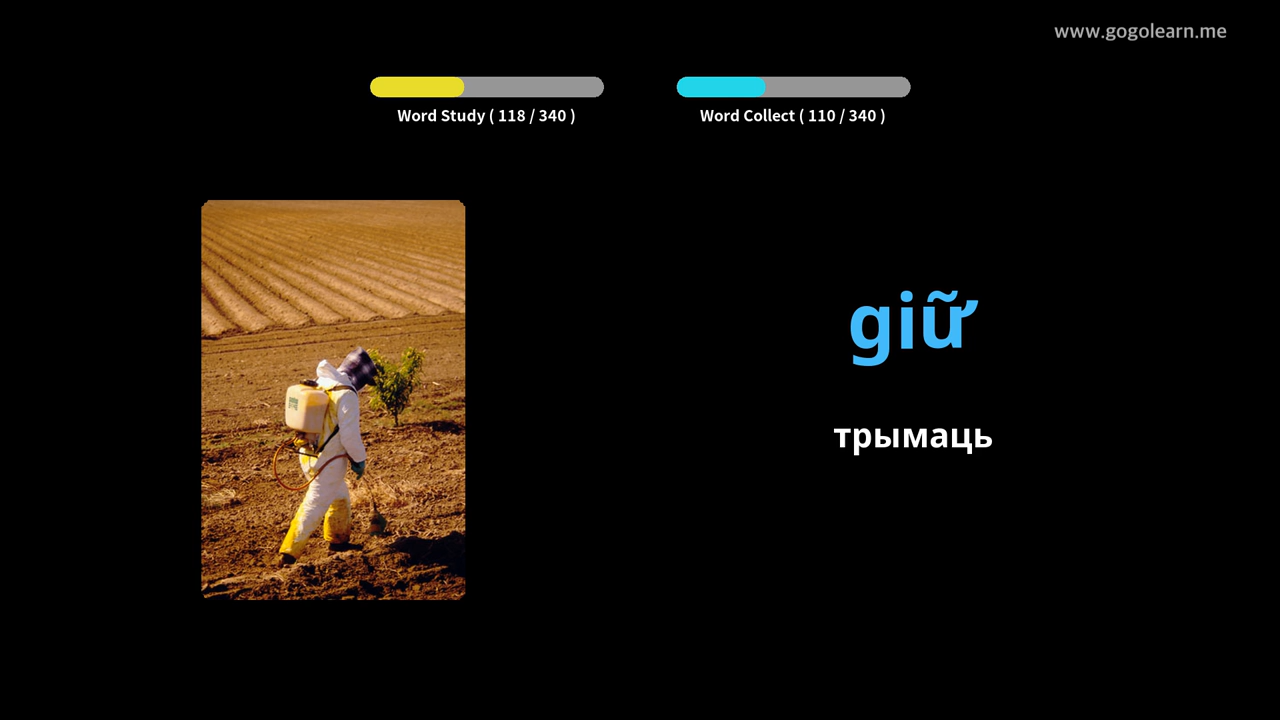 www.gogolearn.me
Word Study ( 118 / 340 )
Word Collect ( 110 / 340 )
giữ
трымаць